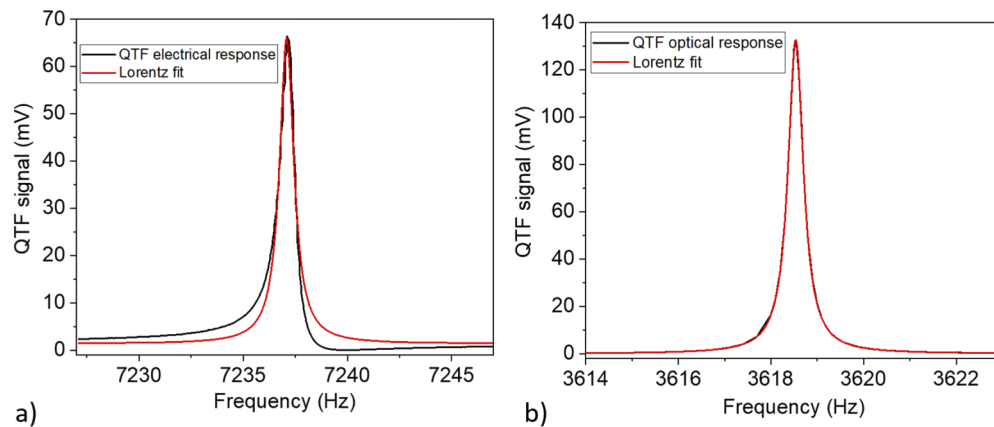 70
60
50
40
30
20
10
0
QTF signal (mV)
QTF electrical response
Lorentz fit
7230 7235 7240 7245
Frequency (Hz)
a)
140
120
100
80
60
40
20
0
QTF signal (mV)
QTF optical response
Lorentz fit
3614 3616 3618 3620 3622
Frequency (Hz)
b)